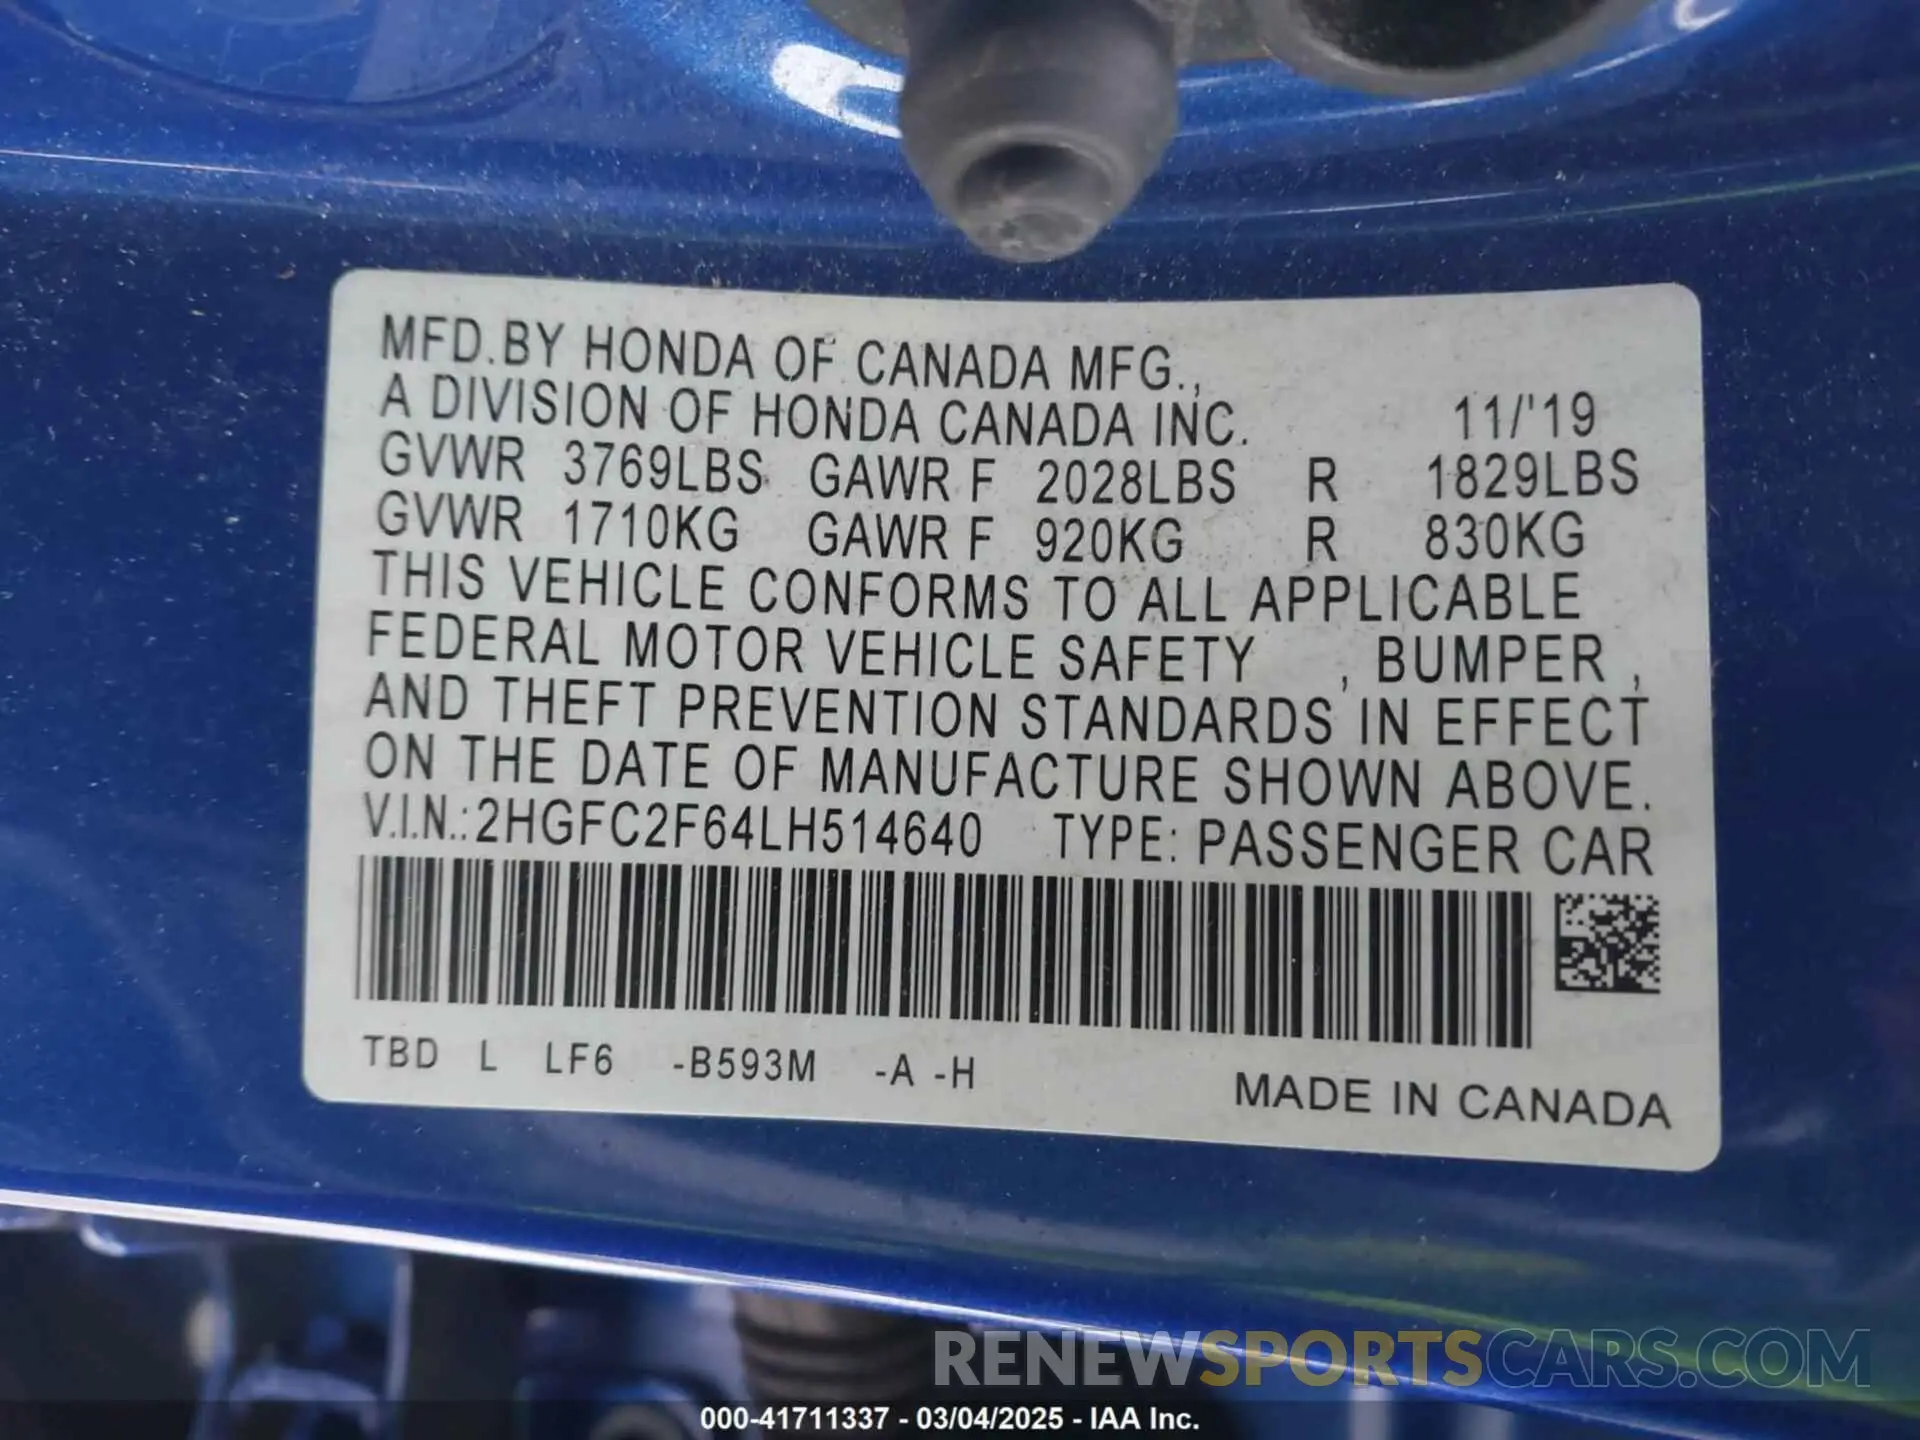 MFD.BY HONDA OF CANADA MFG.,
A DIVISION OF HONDA CANADA INC. 11/'19
GVWR 3769LBS GAWR F 2028LBS R 1829LBS
GVWR 1710KG GAWR F 920KG R 830KG
THIS VEHICLE CONFORMS TO ALL APPLICABLE
FEDERAL MOTOR VEHICLE SAFETY , BUMPER ,
AND THEFT PREVENTION STANDARDS IN EFFECT
ON THE DATE OF MANUFACTURE SHOWN ABOVE.
V.I.N.: 2HGFC2F64LH514640 TYPE: PASSENGER CAR
TBD L LF6 -B593M -A -H
MADE IN CANADA
RENEWSPORTSCARS.COM
000-41711337 - 03/04/2025 - IAA Inc.